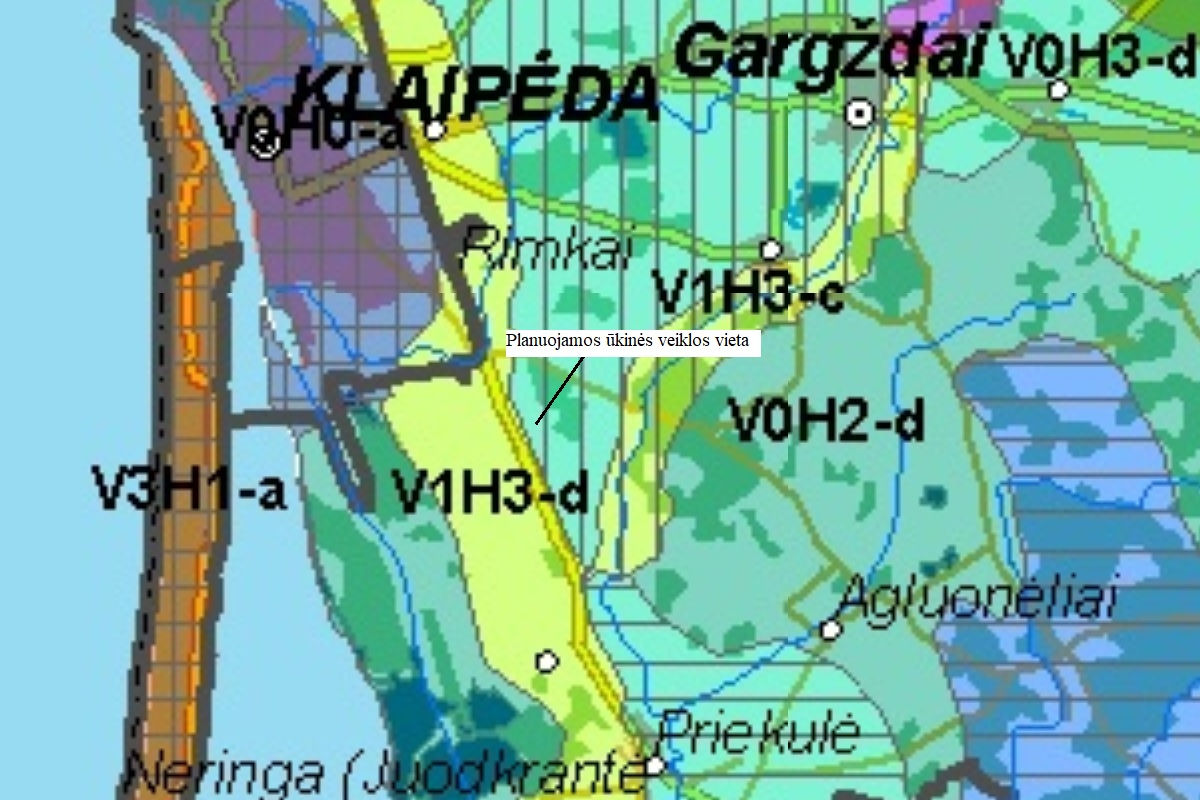 Gargždai
V0H3-d
KLAIPĖDA
V0H0-a
Rimkai
V1H3-c
Planuojamos ūkinės veiklos vieta
V0H2-d
V3H1-a
V1H3-d
Agluonėliai
Priekulė
Neringa (Juodkrantė